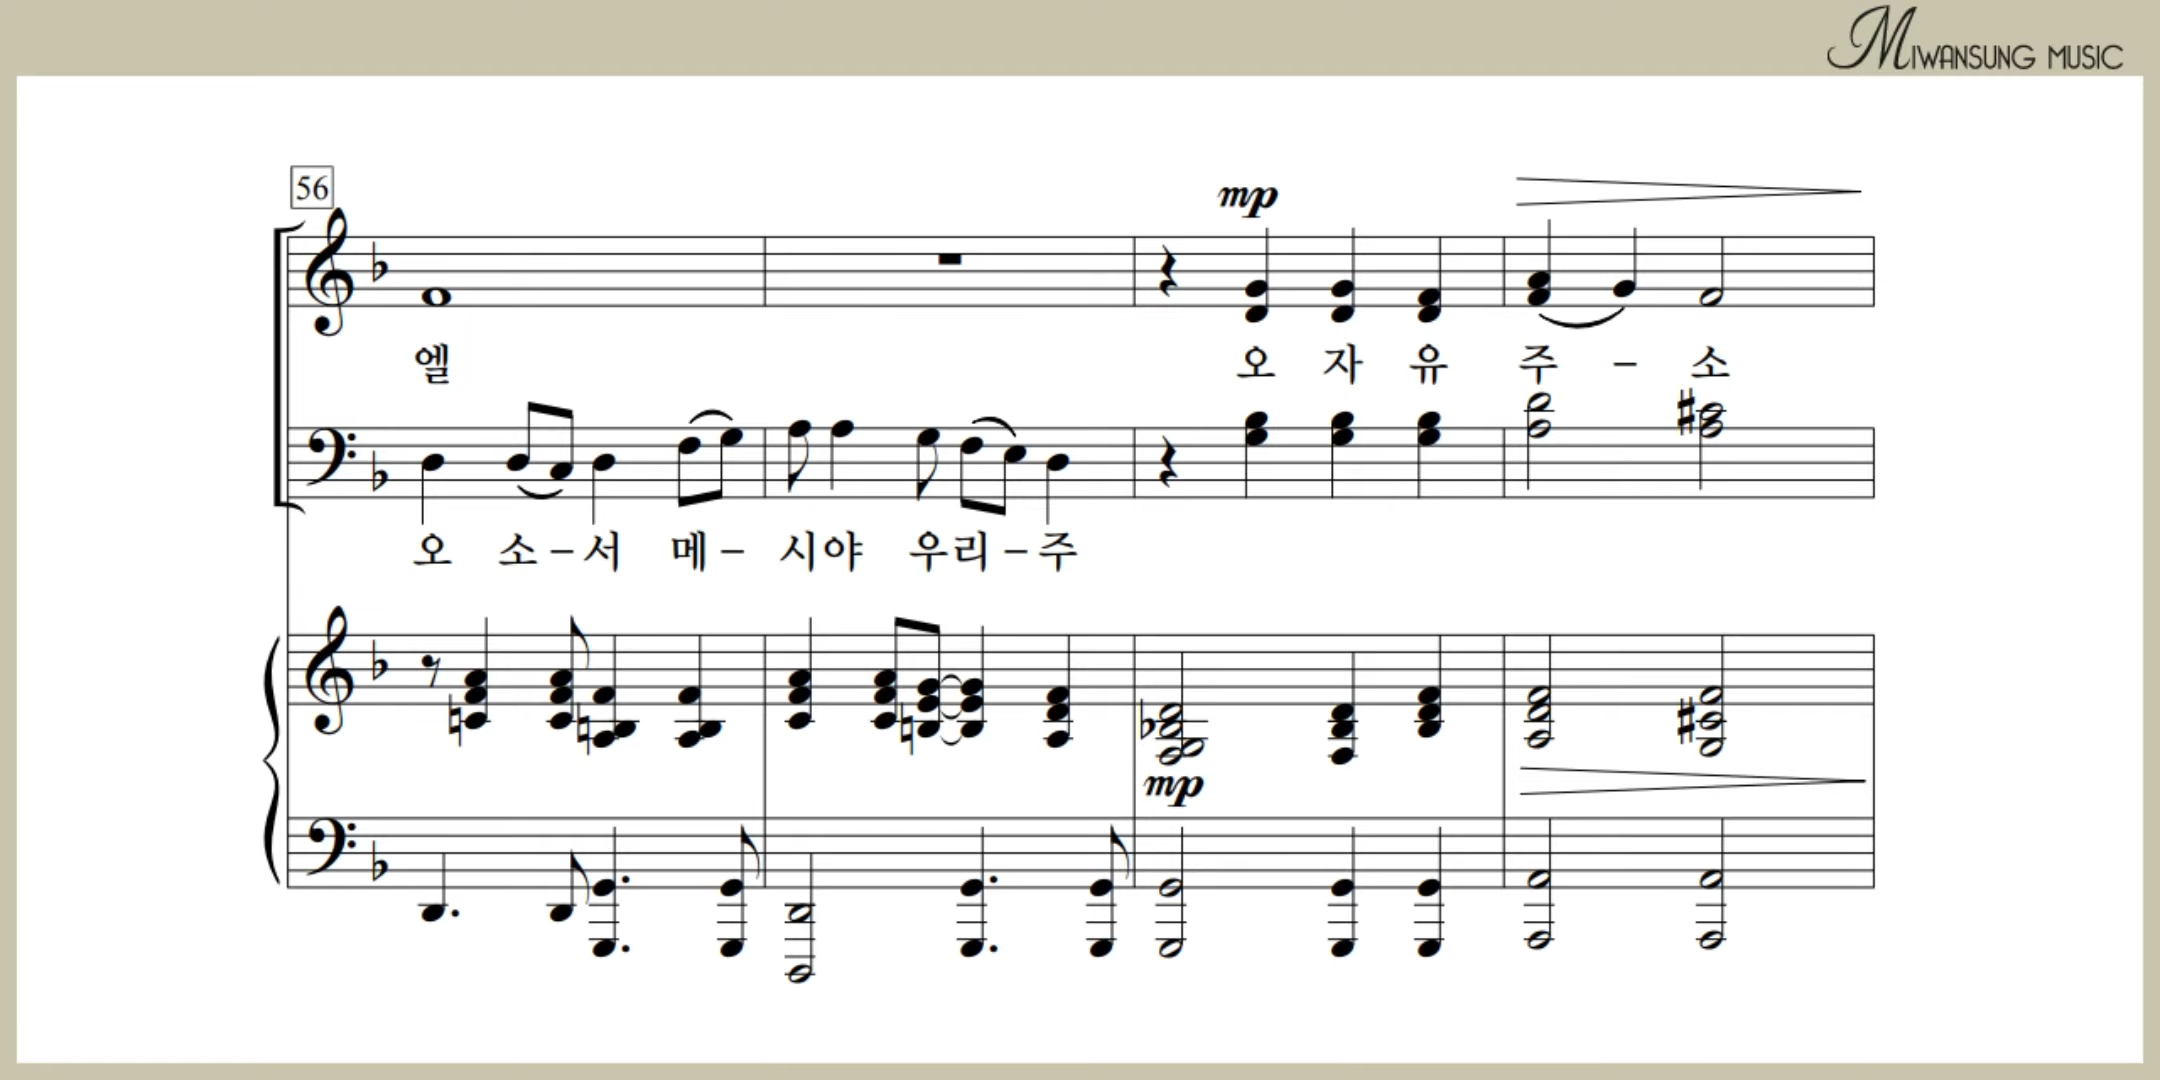 MIWANSUNG MUSIC
56
mp
엘 오 자 유 주 – 소
오 소 – 서 메 – 시 야 우 리 – 주
mp